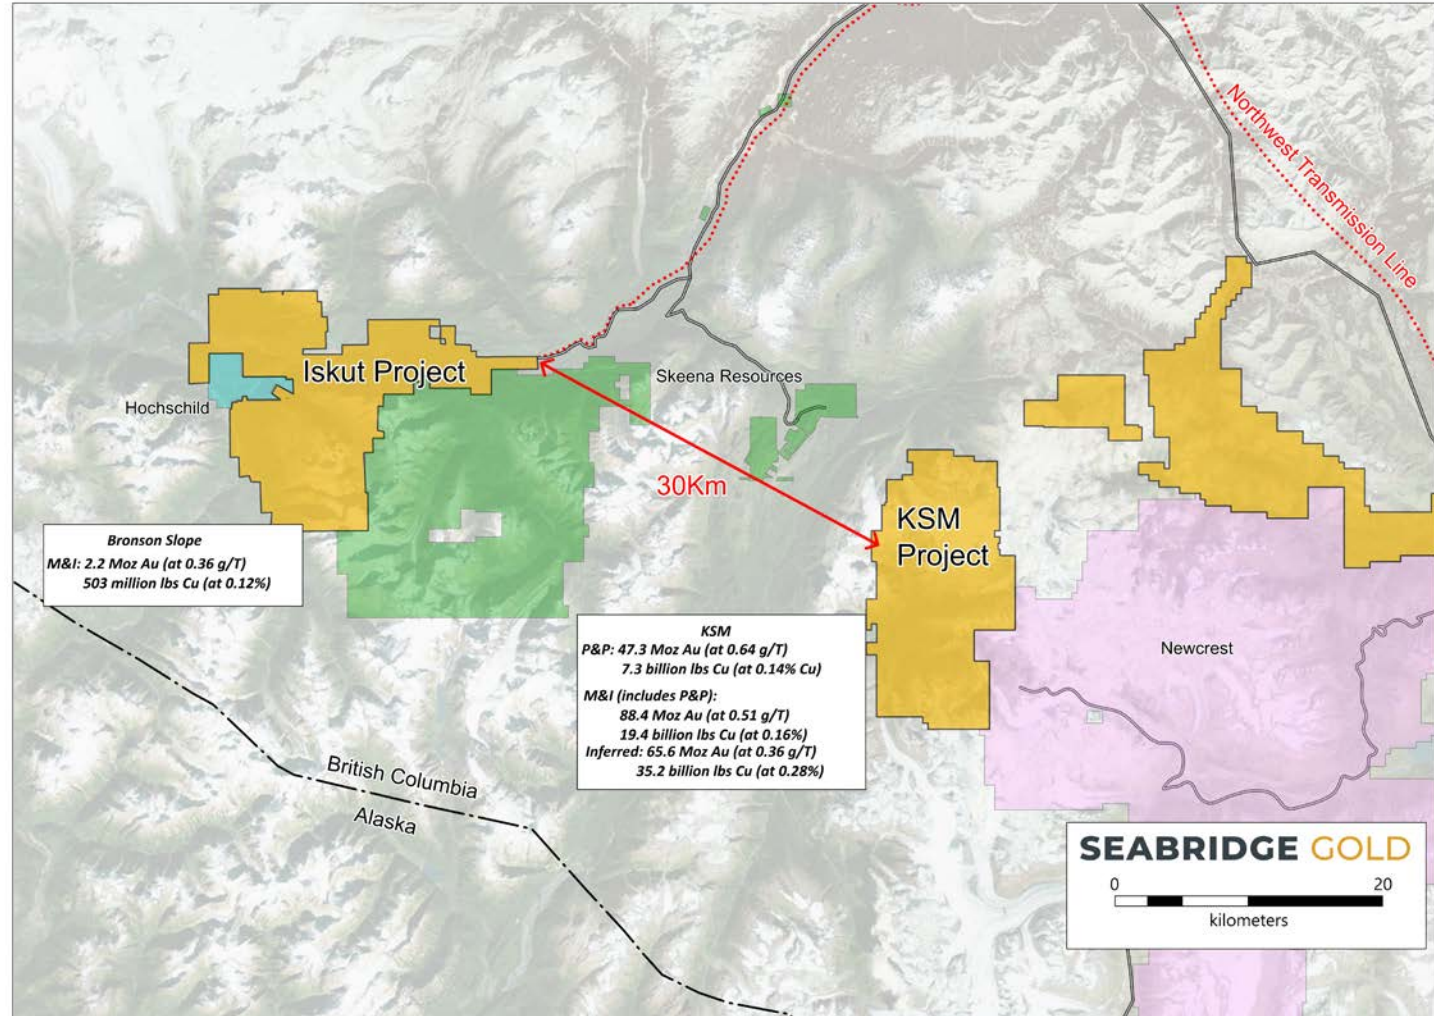 Northwest Transmission Line
Iskut Project
Skeena Resources
Hochschild
30Km
KSM
Project
Bronson Slope
M&I: 2.2 Moz Au (at 0.36 g/T)
503 million lbs Cu (at 0.12%)
KSM
P&P: 47.3 Moz Au (at 0.64 g/T)
7.3 billion lbs Cu (at 0.14% Cu)
M&I (includes P&P):
88.4 Moz Au (at 0.51 g/T)
19.4 billion lbs Cu (at 0.16%)
Inferred: 65.6 Moz Au (at 0.36 g/T)
35.2 billion lbs Cu (at 0.28%)
Newcrest
British Columbia
Alaska
SEABRIDGE GOLD
0 20
kilometers